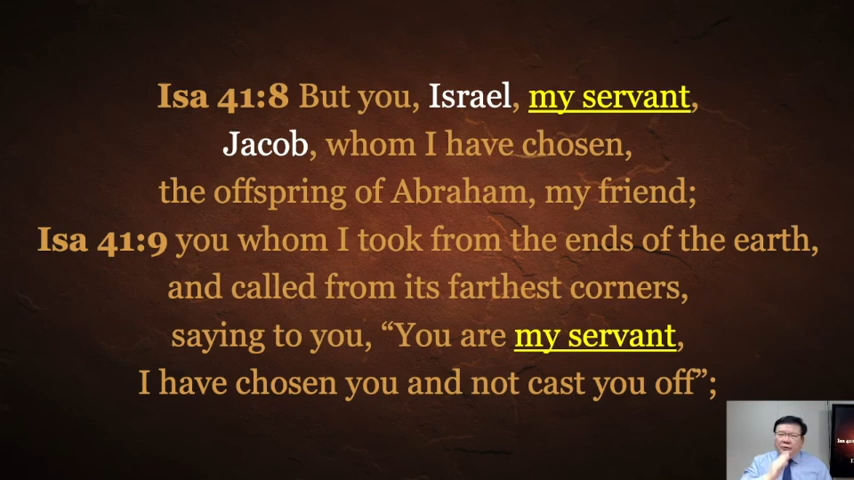 Isa 41:8 But you, Israel, my servant,
Jacob, whom I have chosen,
the offspring of Abraham, my friend;
Isa 41:9 you whom I took from the ends of the earth,
and called from its farthest corners,
saying to you, “You are my servant,
I have chosen you and not cast you off”;